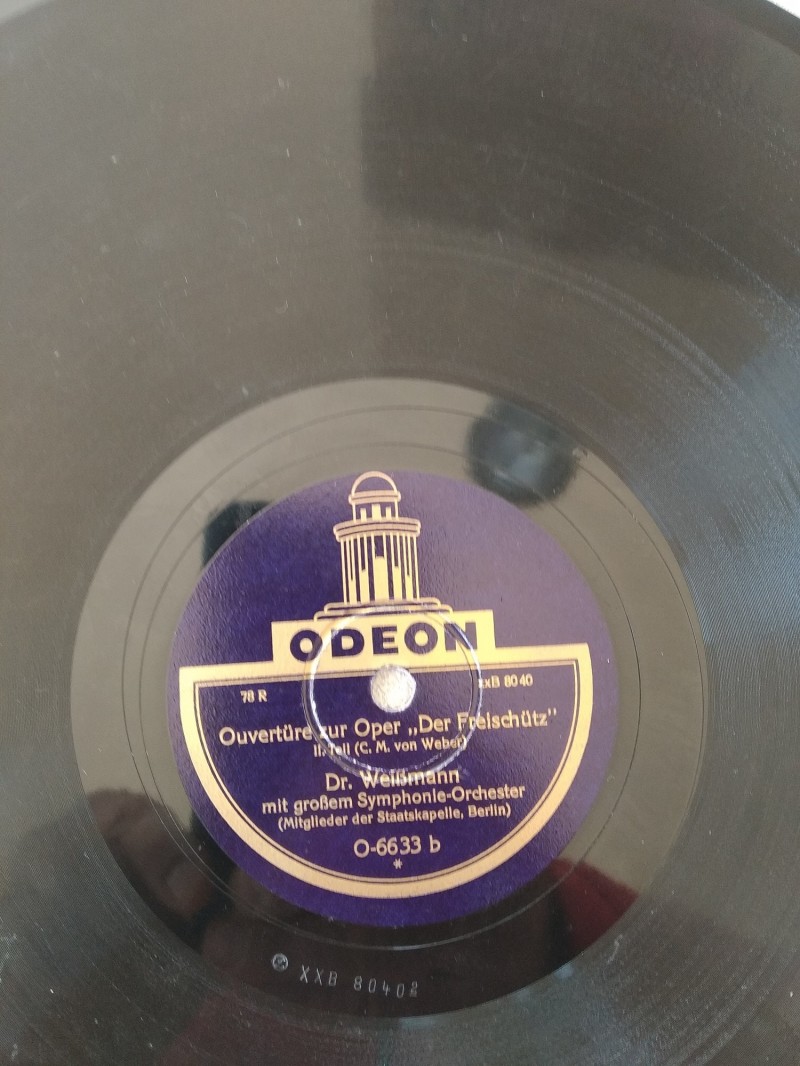 ODEON
78 R xxB 8040
Ouvertüre zur Oper „Der Freischütz"
II. Teil (C. M. von Weber)
Dr. Weißmann
mit großem Symphonie-Orchester
(Mitglieder der Staatskapelle, Berlin)
O-6633 b
*
XXB 8040²